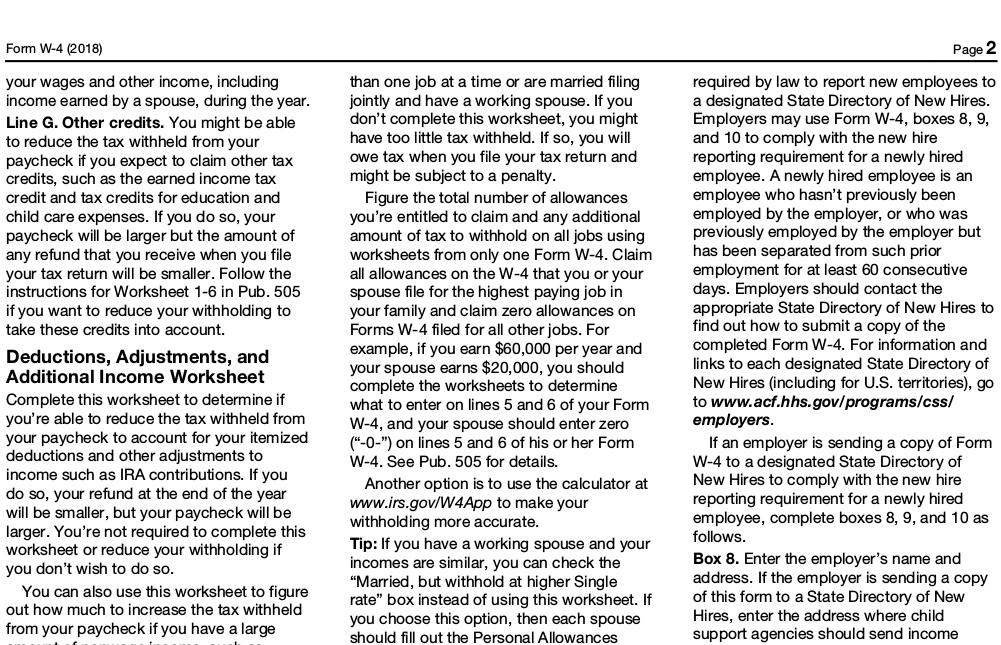 Form W-4 (2018)
Page 2
your wages and other income, including
income earned by a spouse, during the year.
Line G. Other credits. You might be able
to reduce the tax withheld from your
paycheck if you expect to claim other tax
credits, such as the earned income tax
credit and tax credits for education and
child care expenses. If you do so, your
paycheck will be larger but the amount of
any refund that you receive when you file
your tax return will be smaller. Follow the
instructions for Worksheet 1-6 in Pub. 505
if you want to reduce your withholding to
take these credits into account.
Deductions, Adjustments, and
Additional Income Worksheet
Complete this worksheet to determine if
you’re able to reduce the tax withheld from
your paycheck to account for your itemized
deductions and other adjustments to
income such as IRA contributions. If you
do so, your refund at the end of the year
will be smaller, but your paycheck will be
larger. You’re not required to complete this
worksheet or reduce your withholding if
you don’t wish to do so.
You can also use this worksheet to figure
out how much to increase the tax withheld
from your paycheck if you have a large
than one job at a time or are married filing
jointly and have a working spouse. If you
don’t complete this worksheet, you might
have too little tax withheld. If so, you will
owe tax when you file your tax return and
might be subject to a penalty.
Figure the total number of allowances
you’re entitled to claim and any additional
amount of tax to withhold on all jobs using
worksheets from only one Form W-4. Claim
all allowances on the W-4 that you or your
spouse file for the highest paying job in
your family and claim zero allowances on
Forms W-4 filed for all other jobs. For
example, if you earn $60,000 per year and
your spouse earns $20,000, you should
complete the worksheets to determine
what to enter on lines 5 and 6 of your Form
W-4, and your spouse should enter zero
(“-0-”) on lines 5 and 6 of his or her Form
W-4. See Pub. 505 for details.
Another option is to use the calculator at
www.irs.gov/W4App to make your
withholding more accurate.
Tip: If you have a working spouse and your
incomes are similar, you can check the
“Married, but withhold at higher Single
rate” box instead of using this worksheet. If
you choose this option, then each spouse
should fill out the Personal Allowances
required by law to report new employees to
a designated State Directory of New Hires.
Employers may use Form W-4, boxes 8, 9,
and 10 to comply with the new hire
reporting requirement for a newly hired
employee. A newly hired employee is an
employee who hasn’t previously been
employed by the employer, or who was
previously employed by the employer but
has been separated from such prior
employment for at least 60 consecutive
days. Employers should contact the
appropriate State Directory of New Hires to
find out how to submit a copy of the
completed Form W-4. For information and
links to each designated State Directory of
New Hires (including for U.S. territories), go
to www.acf.hhs.gov/programs/css/
employers.
If an employer is sending a copy of Form
W-4 to a designated State Directory of
New Hires to comply with the new hire
reporting requirement for a newly hired
employee, complete boxes 8, 9, and 10 as
follows.
Box 8. Enter the employer’s name and
address. If the employer is sending a copy
of this form to a State Directory of New
Hires, enter the address where child
support agencies should send income